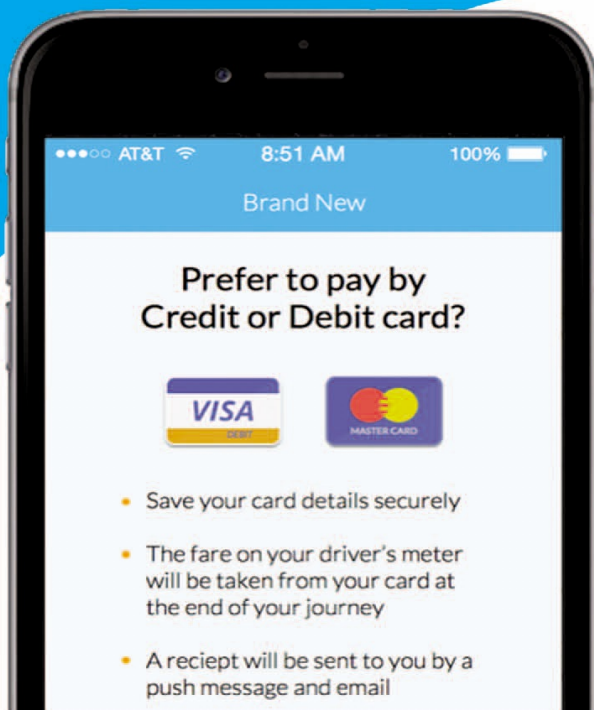 AT&T 8:51 AM 100%
Brand New
Prefer to pay by
Credit or Debit card?
VISA
DEBIT
MASTER CARD
• Save your card details securely
• The fare on your driver's meter
will be taken from your card at
the end of your journey
• A reciept will be sent to you by a
push message and email